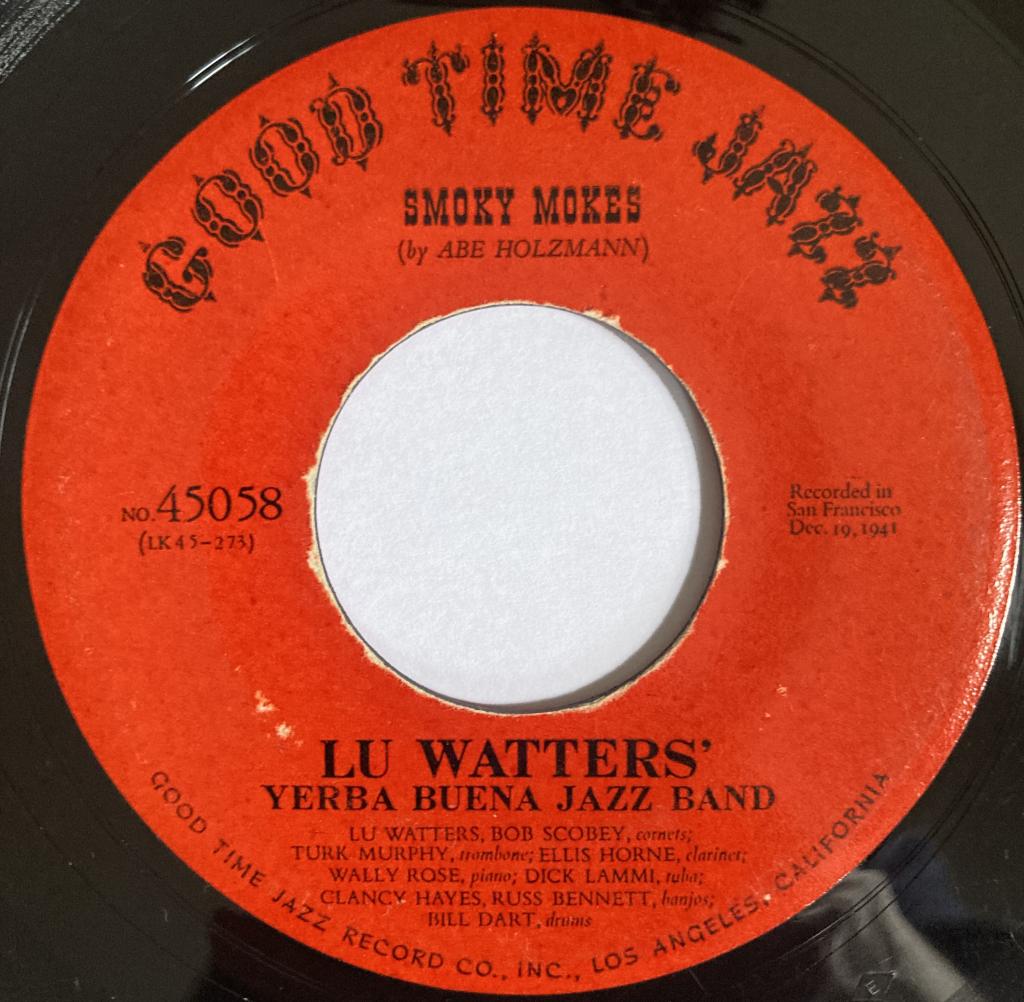 GOOD TIME JAZZ
SMOKY MOKES
(by ABE HOLZMANN)
NO. 45058
(LK 45-273)
Recorded in
San Francisco
Dec. 19, 1941
LU WATTERS'
YERBA BUENA JAZZ BAND
LU WATTERS, BOB SCOBEY, cornets;
TURK MURPHY, trombone; ELLIS HORNE, clarinet;
WALLY ROSE, piano; DICK LAMMI, tuba;
CLANCY HAYES, RUSS BENNETT, banjos;
BILL DART, drums
GOOD TIME JAZZ RECORD CO., INC., LOS ANGELES, CALIFORNIA
E